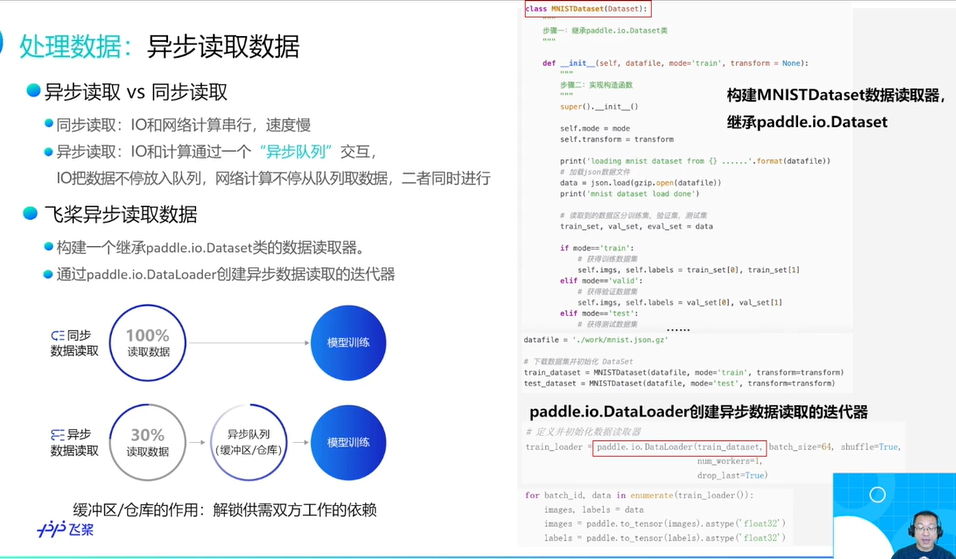 处理数据：异步读取数据
异步读取 vs 同步读取
同步读取：IO和网络计算串行，速度慢
异步读取：IO和计算通过一个“异步队列”交互，
IO把数据不停放入队列，网络计算不停从队列取数据，二者同时进行
飞桨异步读取数据
构建一个继承paddle.io.Dataset类的数据读取器。
通过paddle.io.DataLoader创建异步数据读取的迭代器
同步
数据读取
100%
读取数据
模型训练
异步
数据读取
30%
读取数据
异步队列
(缓冲区/仓库)
模型训练
缓冲区/仓库的作用：解锁供需双方工作的依赖
飞桨
class MNISTDataset(Dataset):
"""
步骤一：继承paddle.io.Dataset类
"""
def __init__(self, datafile, mode='train', transform = None):
"""
步骤二：实现构造函数
"""
super().__init__()
self.mode = mode
self.transform = transform
print('loading mnist dataset from {} ......'.format(datafile))
# 加载json数据文件
data = json.load(gzip.open(datafile))
print('mnist dataset load done')
# 读取到的数据区分训练集，验证集，测试集
train_set, val_set, eval_set = data
if mode=='train':
# 获得训练数据集
self.imgs, self.labels = train_set[0], train_set[1]
elif mode=='valid':
# 获得验证数据集
self.imgs, self.labels = val_set[0], val_set[1]
elif mode=='test':
# 获得测试数据集
......
构建MNISTDataset数据读取器，
继承paddle.io.Dataset
datafile = './work/mnist.json.gz'
# 下载数据集并初始化 DataSet
train_dataset = MNISTDataset(datafile, mode='train', transform=transform)
test_dataset = MNISTDataset(datafile, mode='test', transform=transform)
paddle.io.DataLoader创建异步数据读取的迭代器
# 定义并初始化数据读取器
train_loader = paddle.io.DataLoader(train_dataset, batch_size=64, shuffle=True,
num_workers=1,
drop_last=True)
for batch_id, data in enumerate(train_loader()):
images, labels = data
images = paddle.to_tensor(images).astype('float32')
labels = paddle.to_tensor(labels).astype('float32')